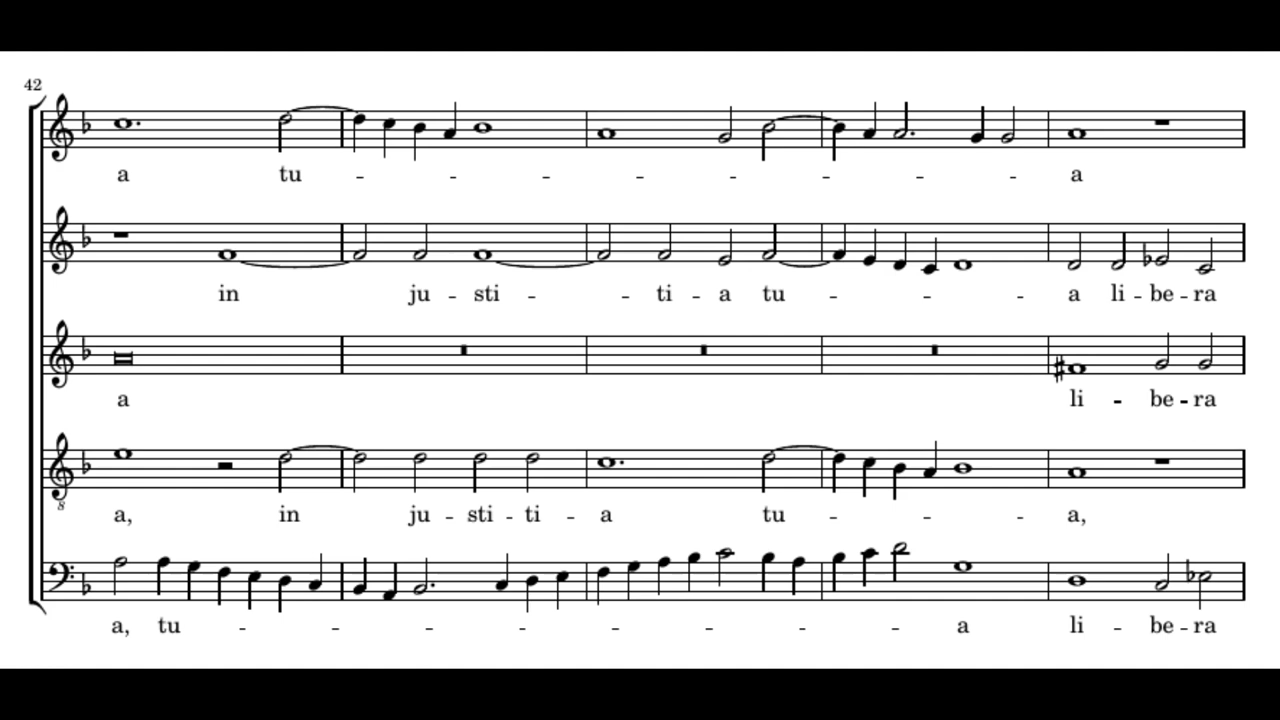 42
a tu - - - - - - - - a
in ju - sti - - ti - a tu - - - a li - be - ra
a li - be - ra
a, in ju - sti - ti - a tu - - - a,
8
a, tu - - - - - - - - a li - be - ra